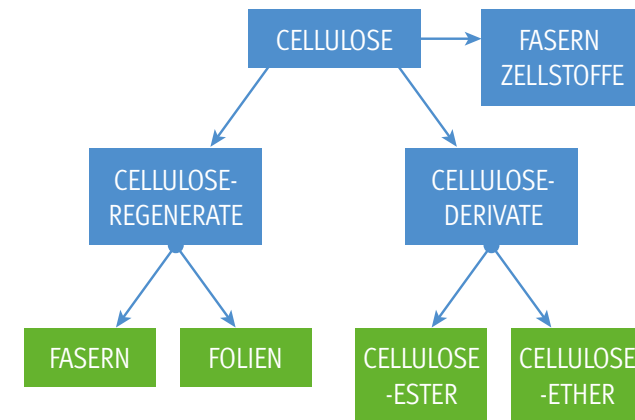 CELLULOSE
FASERN
ZELLSTOFFE
CELLULOSE-
REGENERATE
CELLULOSE-
DERIVATE
FASERN
FOLIEN
CELLULOSE
-ESTER
CELLULOSE
-ETHER